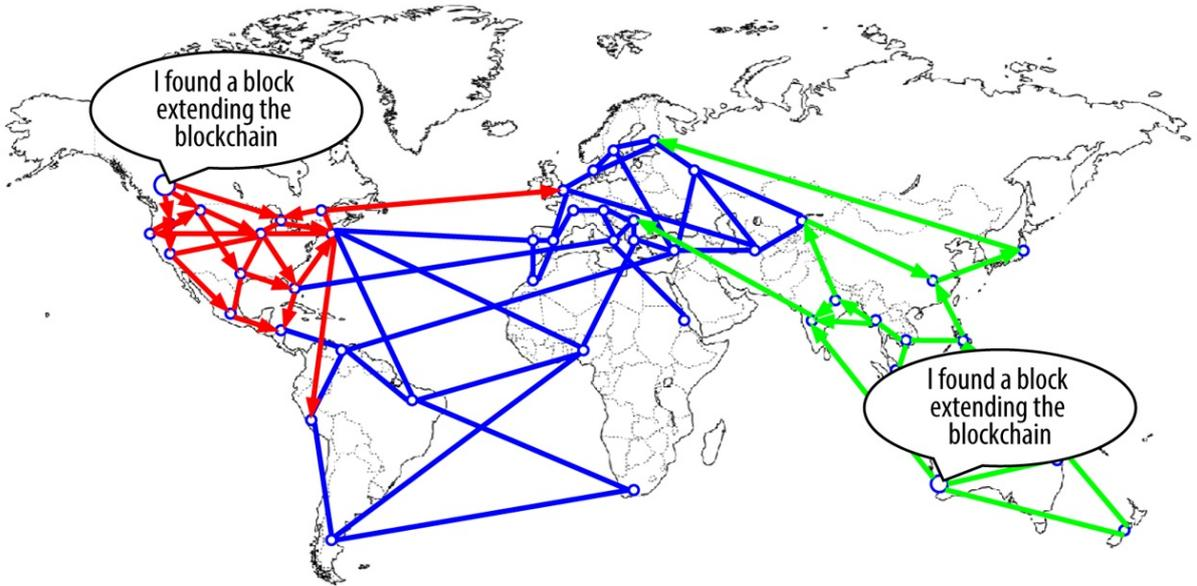 I found a block
extending the
blockchain
I found a block
extending the
blockchain